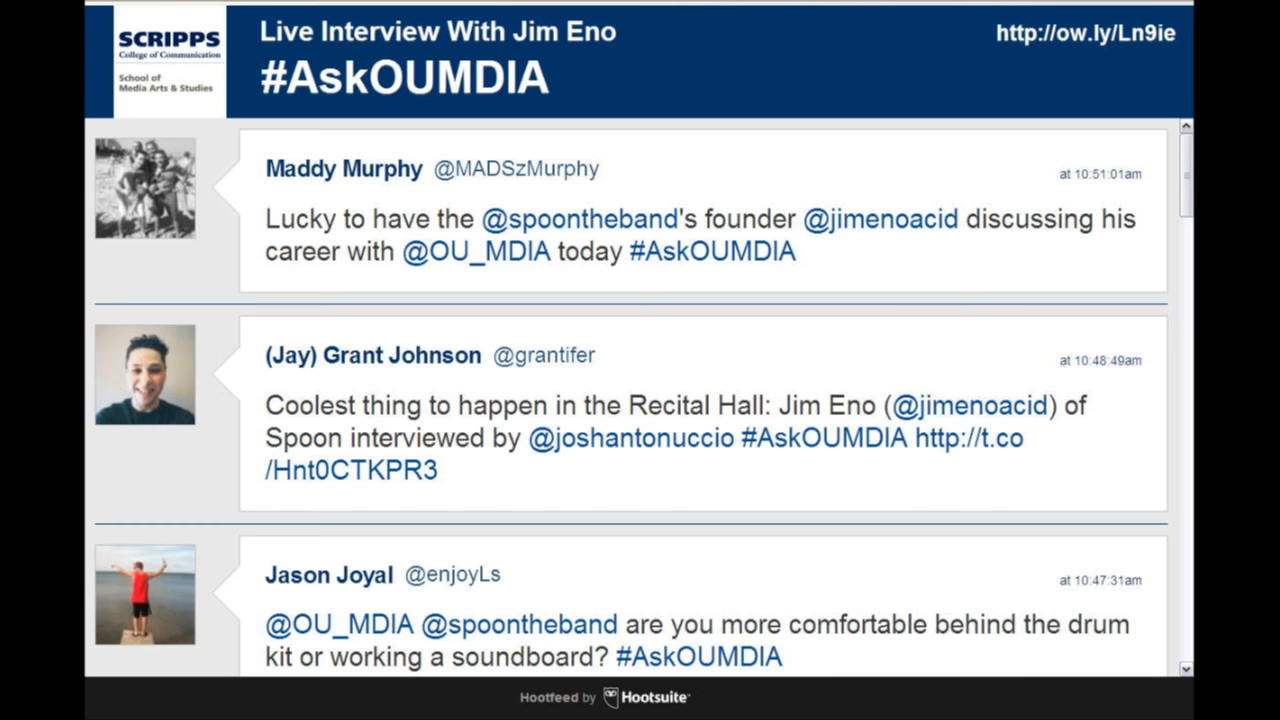 SCRIPPS
College of Communication
School of
Media Arts & Studies
Live Interview With Jim Eno
#AskOUMDIA
http://ow.ly/Ln9ie
Maddy Murphy @MADSzMurphy at 10:51:01am
Lucky to have the @spoontheband's founder @jimenoacid discussing his
career with @OU_MDIA today #AskOUMDIA
(Jay) Grant Johnson @grantifer at 10:48:49am
Coolest thing to happen in the Recital Hall: Jim Eno (@jimenoacid) of
Spoon interviewed by @joshantonuccio #AskOUMDIA http://t.co
/Hnt0CTKPR3
Jason Joyal @enjoyLs at 10:47:31am
@OU_MDIA @spoontheband are you more comfortable behind the drum
kit or working a soundboard? #AskOUMDIA
Hootfeed by Hootsuite